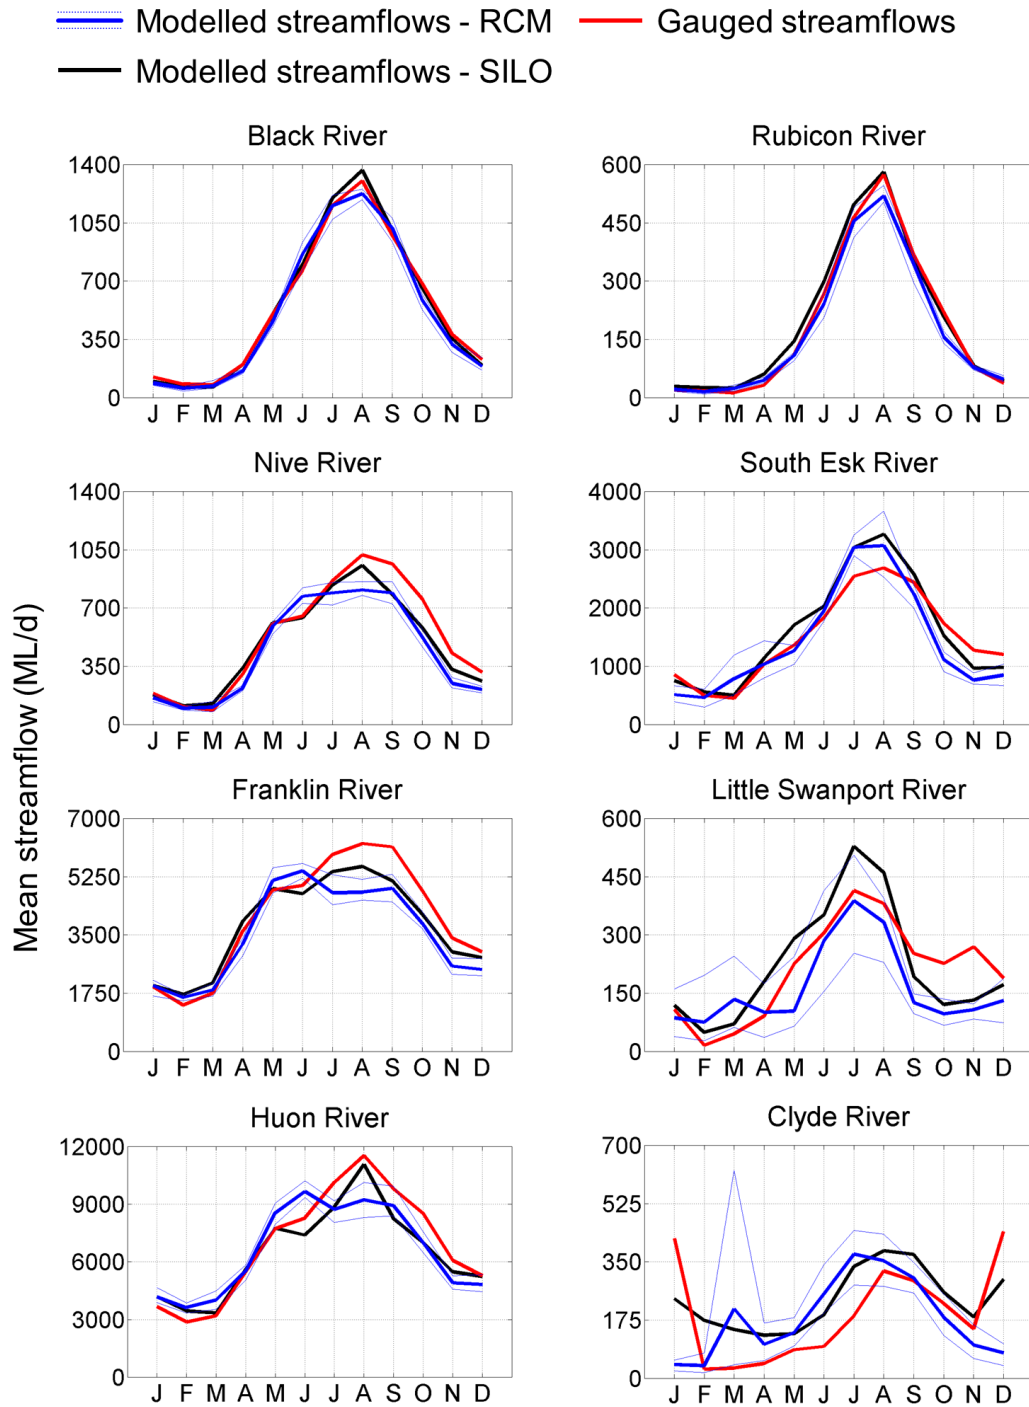 Modelled streamflows - RCM
Gauged streamflows
Modelled streamflows - SILO
Mean streamflow (ML/d)
Black River
1400
1050
700
350
0
J F M A M J J A S O N D
Rubicon River
600
450
300
150
0
J F M A M J J A S O N D
Nive River
1400
1050
700
350
0
J F M A M J J A S O N D
South Esk River
4000
3000
2000
1000
0
J F M A M J J A S O N D
Franklin River
7000
5250
3500
1750
0
J F M A M J J A S O N D
Little Swanport River
600
450
300
150
0
J F M A M J J A S O N D
Huon River
12000
9000
6000
3000
0
J F M A M J J A S O N D
Clyde River
700
525
350
175
0
J F M A M J J A S O N D